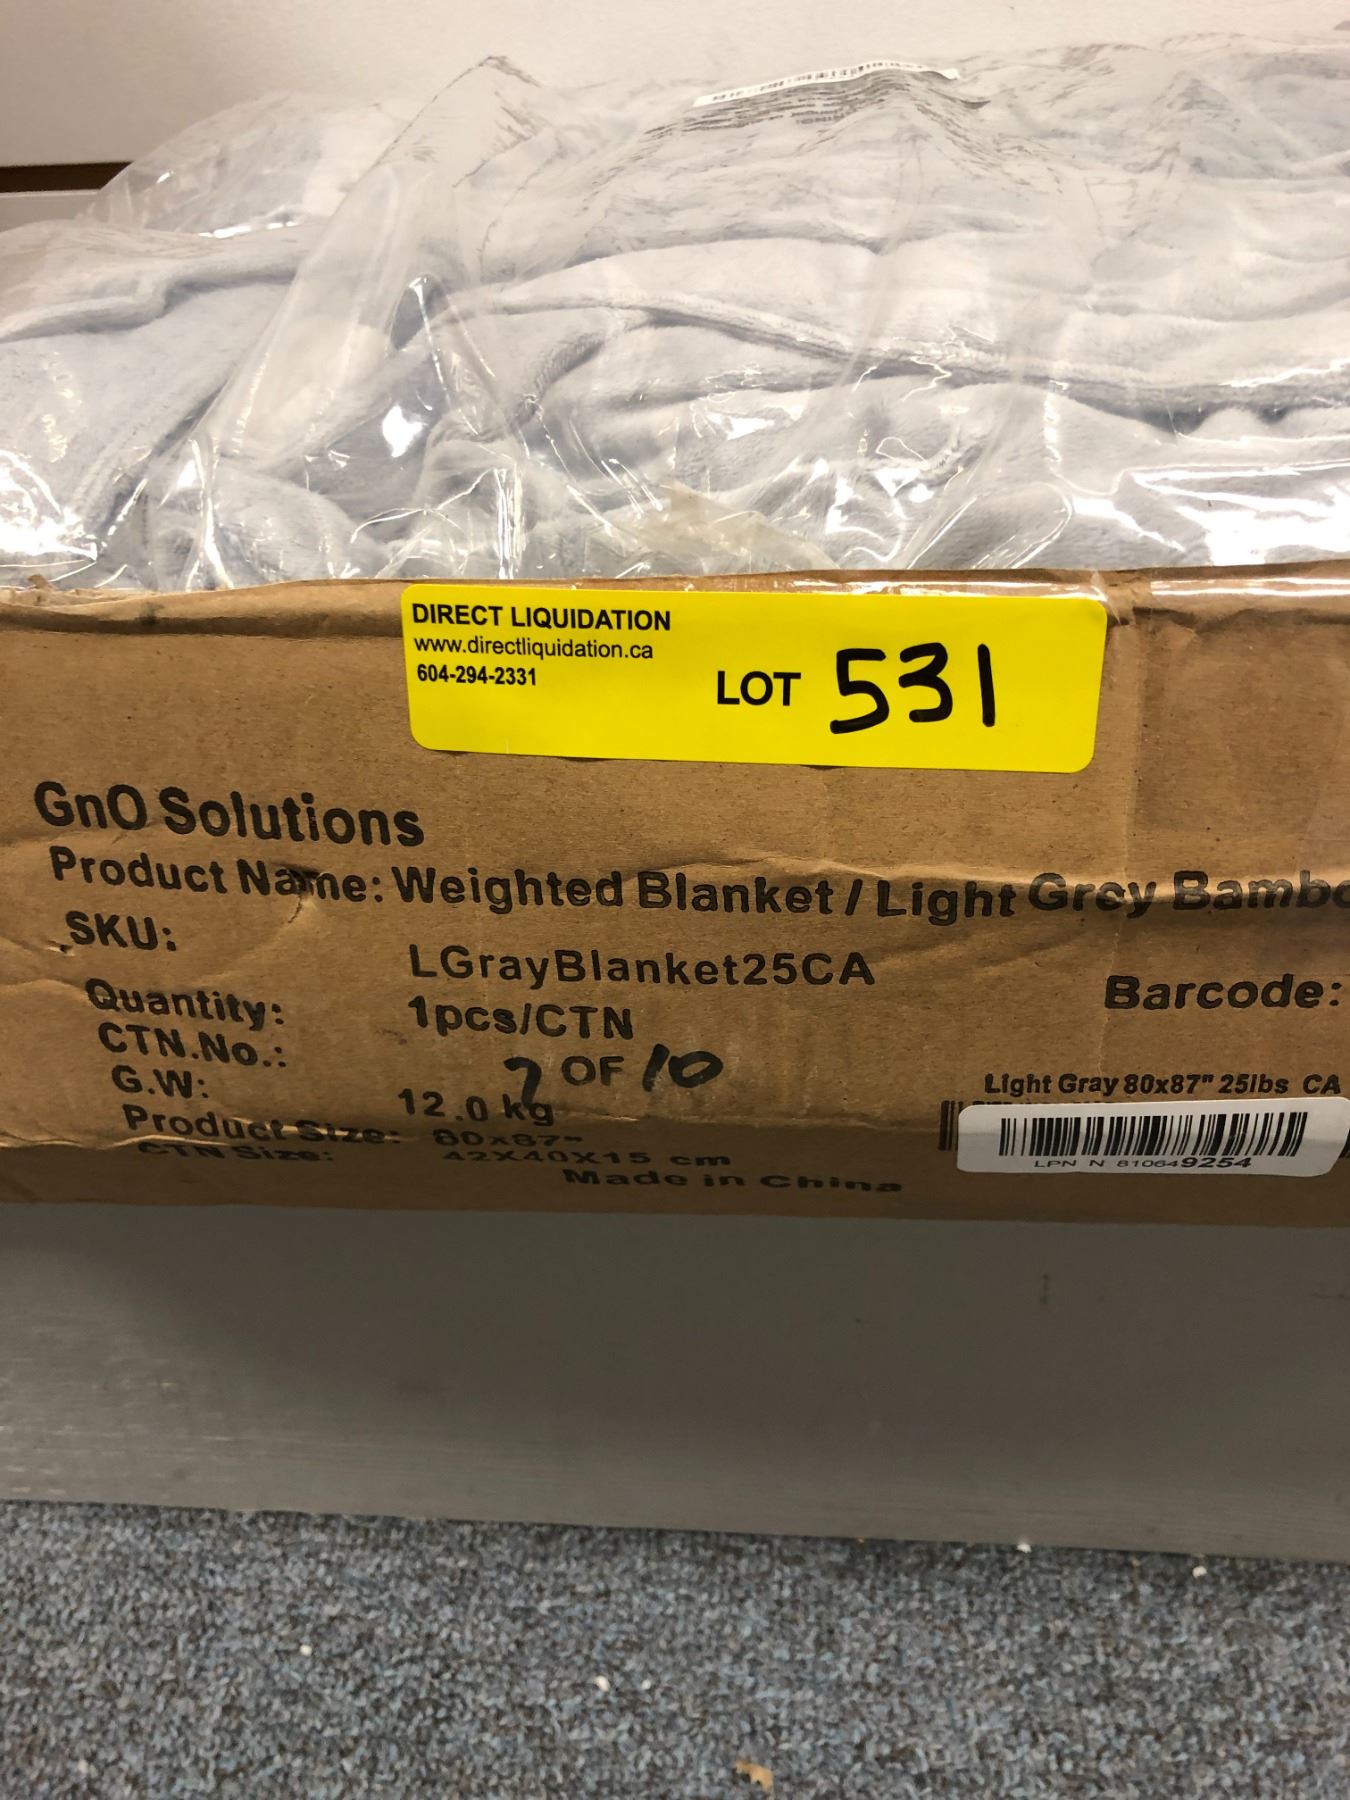 DIRECT LIQUIDATION
www.directliquidation.ca
604-294-2331
LOT 531
GnO Solutions
Product Name: Weighted Blanket / Light Grey Bambo
SKU: LGrayBlanket25CA
Quantity: 1pcs/CTN
CTN.No.: 7 OF 10
G.W: 12.0 kg
Product Size: 80x87"
CTN Size: 42X40X15 cm
Made in China
Barcode:
Light Gray 80x87" 25lbs CA
LPN N 810649254